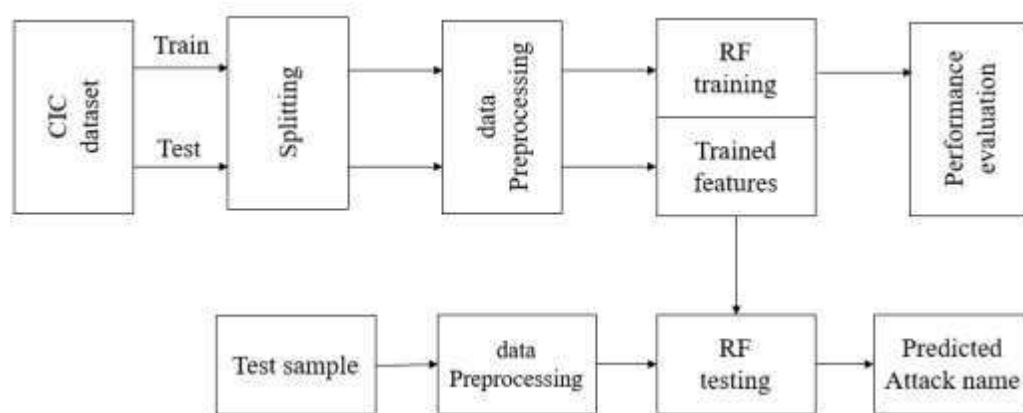 CIC
dataset
Train
Test
Splitting
data
Preprocessing
RF
training
Trained
features
Performance
evaluation
Test sample
data
Preprocessing
RF
testing
Predicted
Attack name